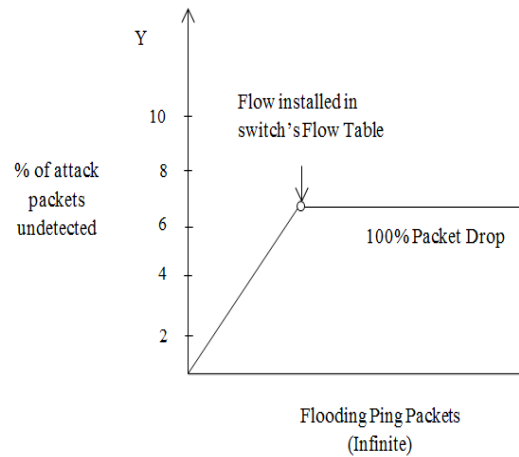 Y
Flow installed in
switch's Flow Table
10
% of attack
packets
undetected
8
6
4
2
100% Packet Drop
Flooding Ping Packets
(Infinite)